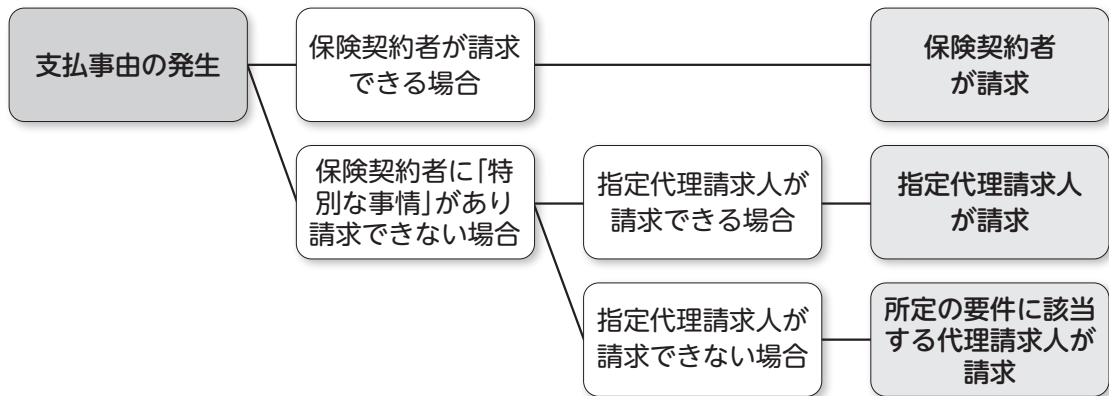 支払事由の発生
保険契約者が請求
できる場合
保険契約者
が請求
保険契約者に｢特
別な事情｣があり
請求できない場合
指定代理請求人が
請求できる場合
指定代理請求人
が請求
指定代理請求人が
請求できない場合
所定の要件に該当
する代理請求人が
請求